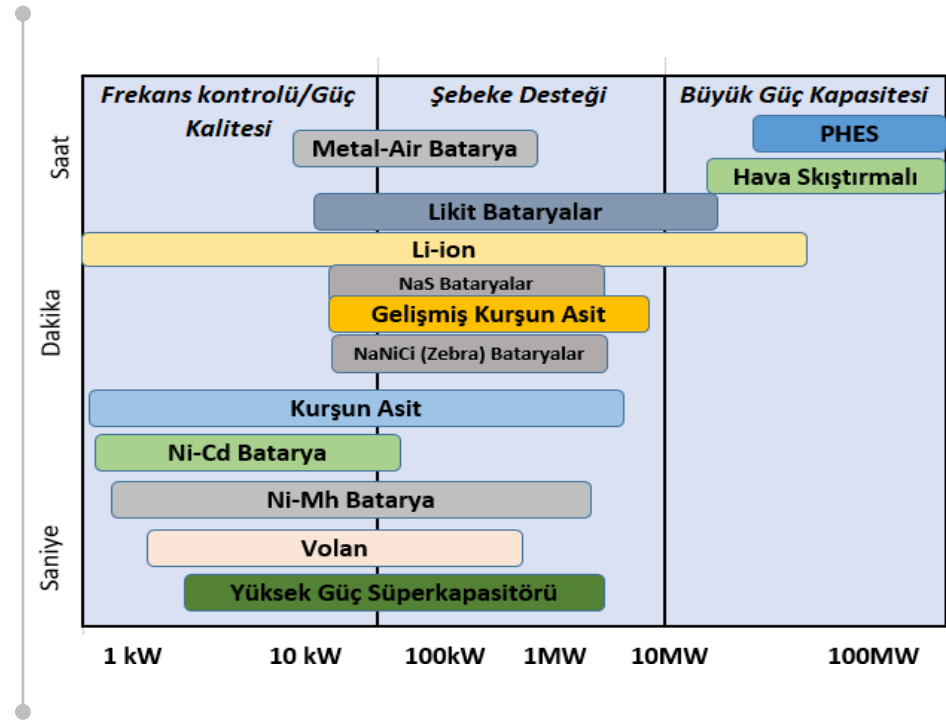 Frekans kontrolü/Güç
Kalitesi
Şebeke Desteği
Büyük Güç Kapasitesi
Saat
Dakika
Saniye
PHES
Metal-Air Batarya
Hava Skıştırmalı
Likit Bataryalar
Li-ion
NaS Bataryalar
Gelişmiş Kurşun Asit
NaNiCi (Zebra) Bataryalar
Kurşun Asit
Ni-Cd Batarya
Ni-Mh Batarya
Volan
Yüksek Güç Süperkapasitörü
1 kW
10 kW
100kW
1MW
10MW
100MW